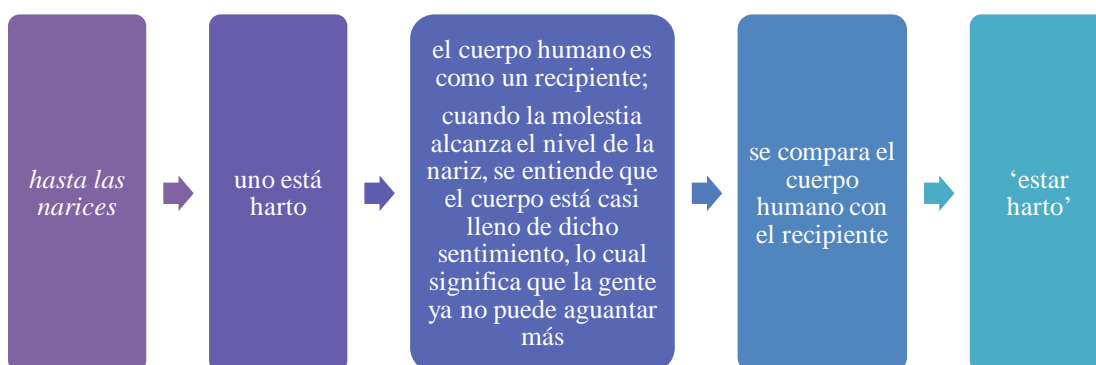 hasta las
narices
uno está
harto
el cuerpo humano es
como un recipiente;
cuando la molestia
alcanza el nivel de la
nariz, se entiende que
el cuerpo está casi
lleno de dicho
sentimiento, lo cual
significa que la gente
ya no puede aguantar
más
se compara el
cuerpo
humano con
el recipiente
‘estar
harto’